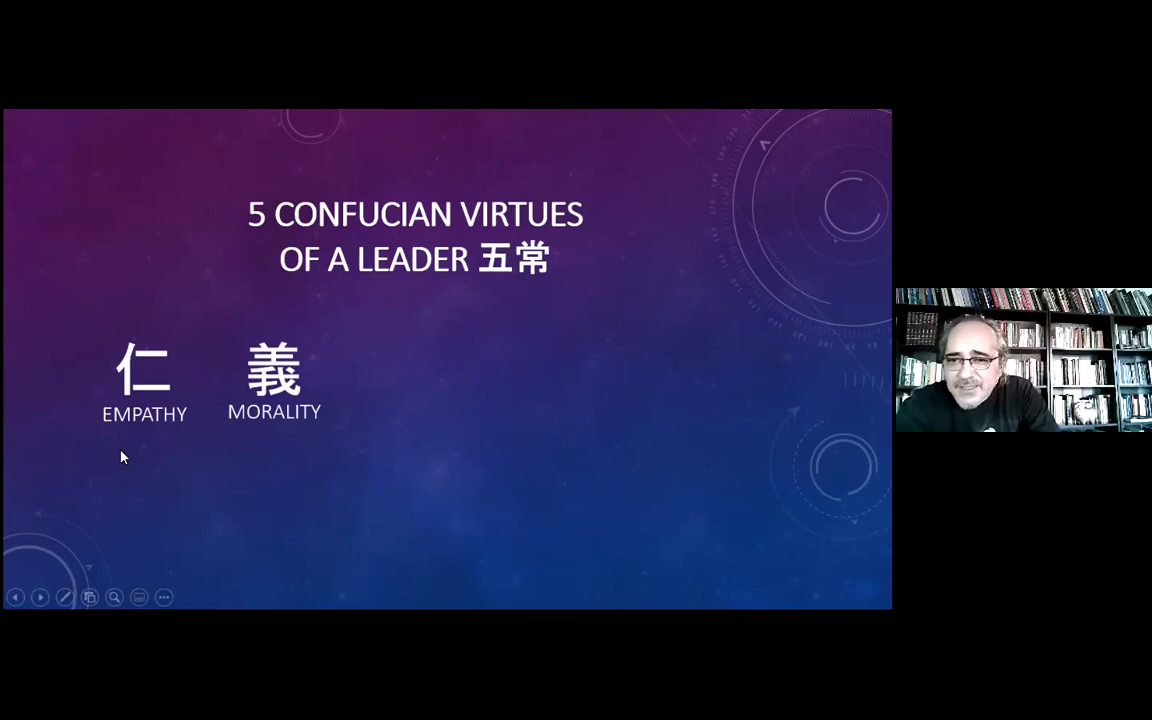 5 CONFUCIAN VIRTUES
OF A LEADER 五常
仁 義
EMPATHY MORALITY